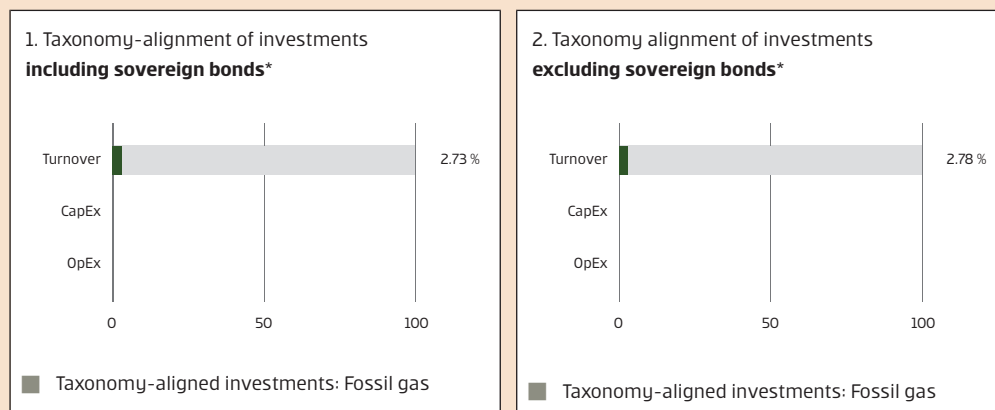 1. Taxonomy-alignment of investments
including sovereign bonds*
Turnover
2.73 %
CapEx
OpEx
0
50
100
Taxonomy-aligned investments: Fossil gas
2. Taxonomy alignment of investments
excluding sovereign bonds*
Turnover
2.78 %
CapEx
OpEx
0
50
100
Taxonomy-aligned investments: Fossil gas